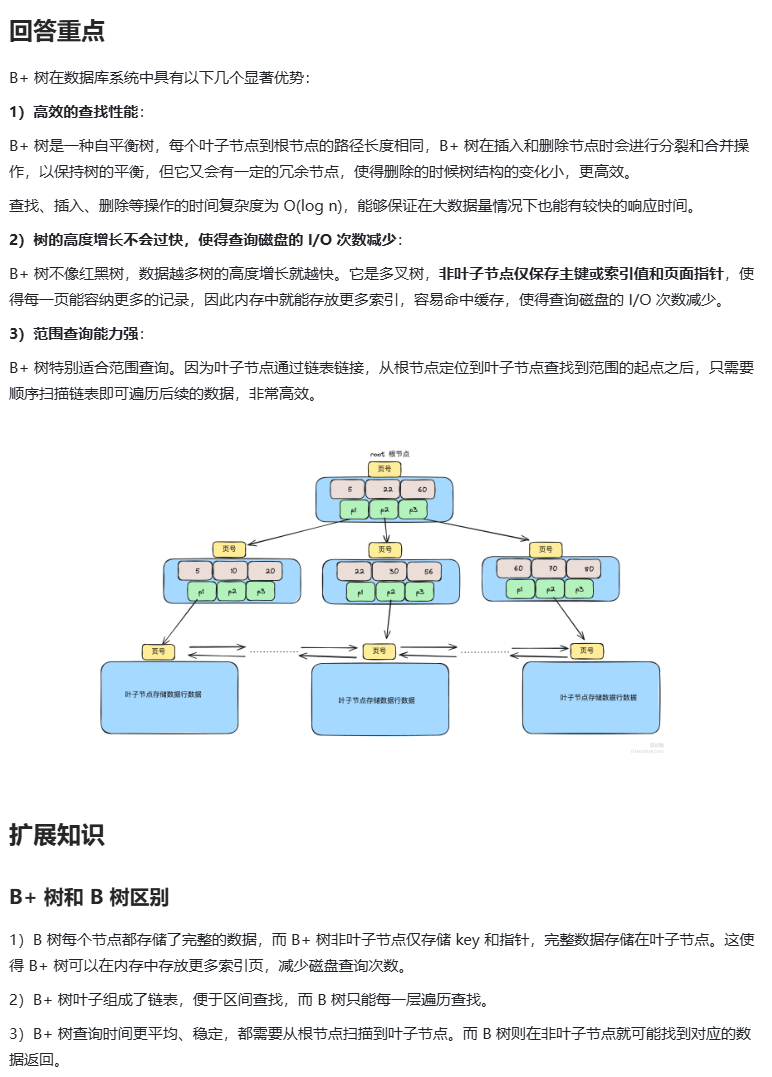 回答重点
B+ 树在数据库系统中具有以下几个显著优势：
1）高效的查找性能：
B+ 树是一种自平衡树，每个叶子节点到根节点的路径长度相同，B+ 树在插入和删除节点时会进行分裂和合并操
作，以保持树的平衡，但它又会有一定的冗余节点，使得删除的时候树结构的变化小，更高效。
查找、插入、删除等操作的时间复杂度为 O(log n)，能够保证在大数据量情况下也能有较快的响应时间。
2）树的高度增长不会过快，使得查询磁盘的 I/O 次数减少：
B+ 树不像红黑树，数据越多树的高度增长就越快。它是多叉树，非叶子节点仅保存主键或索引值和页面指针，使
得每一页能容纳更多的记录，因此内存中就能存放更多索引，容易命中缓存，使得查询磁盘的 I/O 次数减少。
3）范围查询能力强：
B+ 树特别适合范围查询。因为叶子节点通过链表链接，从根节点定位到叶子节点查找到范围的起点之后，只需要
顺序扫描链表即可遍历后续的数据，非常高效。
root 根节点
页号
5 22 60
p1 p2 p3
页号 页号 页号
5 10 20 22 30 56 60 70 80
p1 p2 p3 p1 p2 p3 p1 p2 p3
页号 页号 页号
叶子节点存储数据行数据 叶子节点存储数据行数据 叶子节点存储数据行数据
扩展知识
B+ 树和 B 树区别
1）B 树每个节点都存储了完整的数据，而 B+ 树非叶子节点仅存储 key 和指针，完整数据存储在叶子节点。这使
得 B+ 树可以在内存中存放更多索引页，减少磁盘查询次数。
2）B+ 树叶子组成了链表，便于区间查找，而 B 树只能每一层遍历查找。
3）B+ 树查询时间更平均、稳定，都需要从根节点扫描到叶子节点。而 B 树则在非叶子节点就可能找到对应的数
据返回。